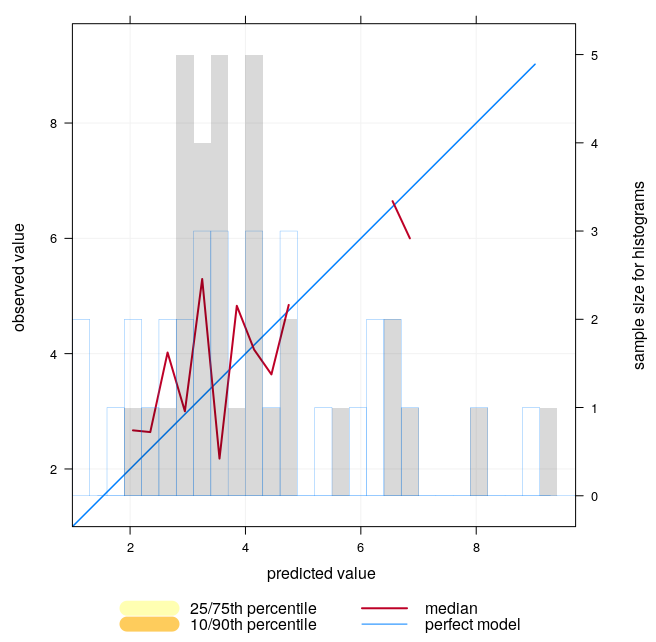 5
4
8
3
6
2
4
1
2
0
observed value
sample size for histograms
2 4 6 8
predicted value
25/75th percentile median
10/90th percentile perfect model